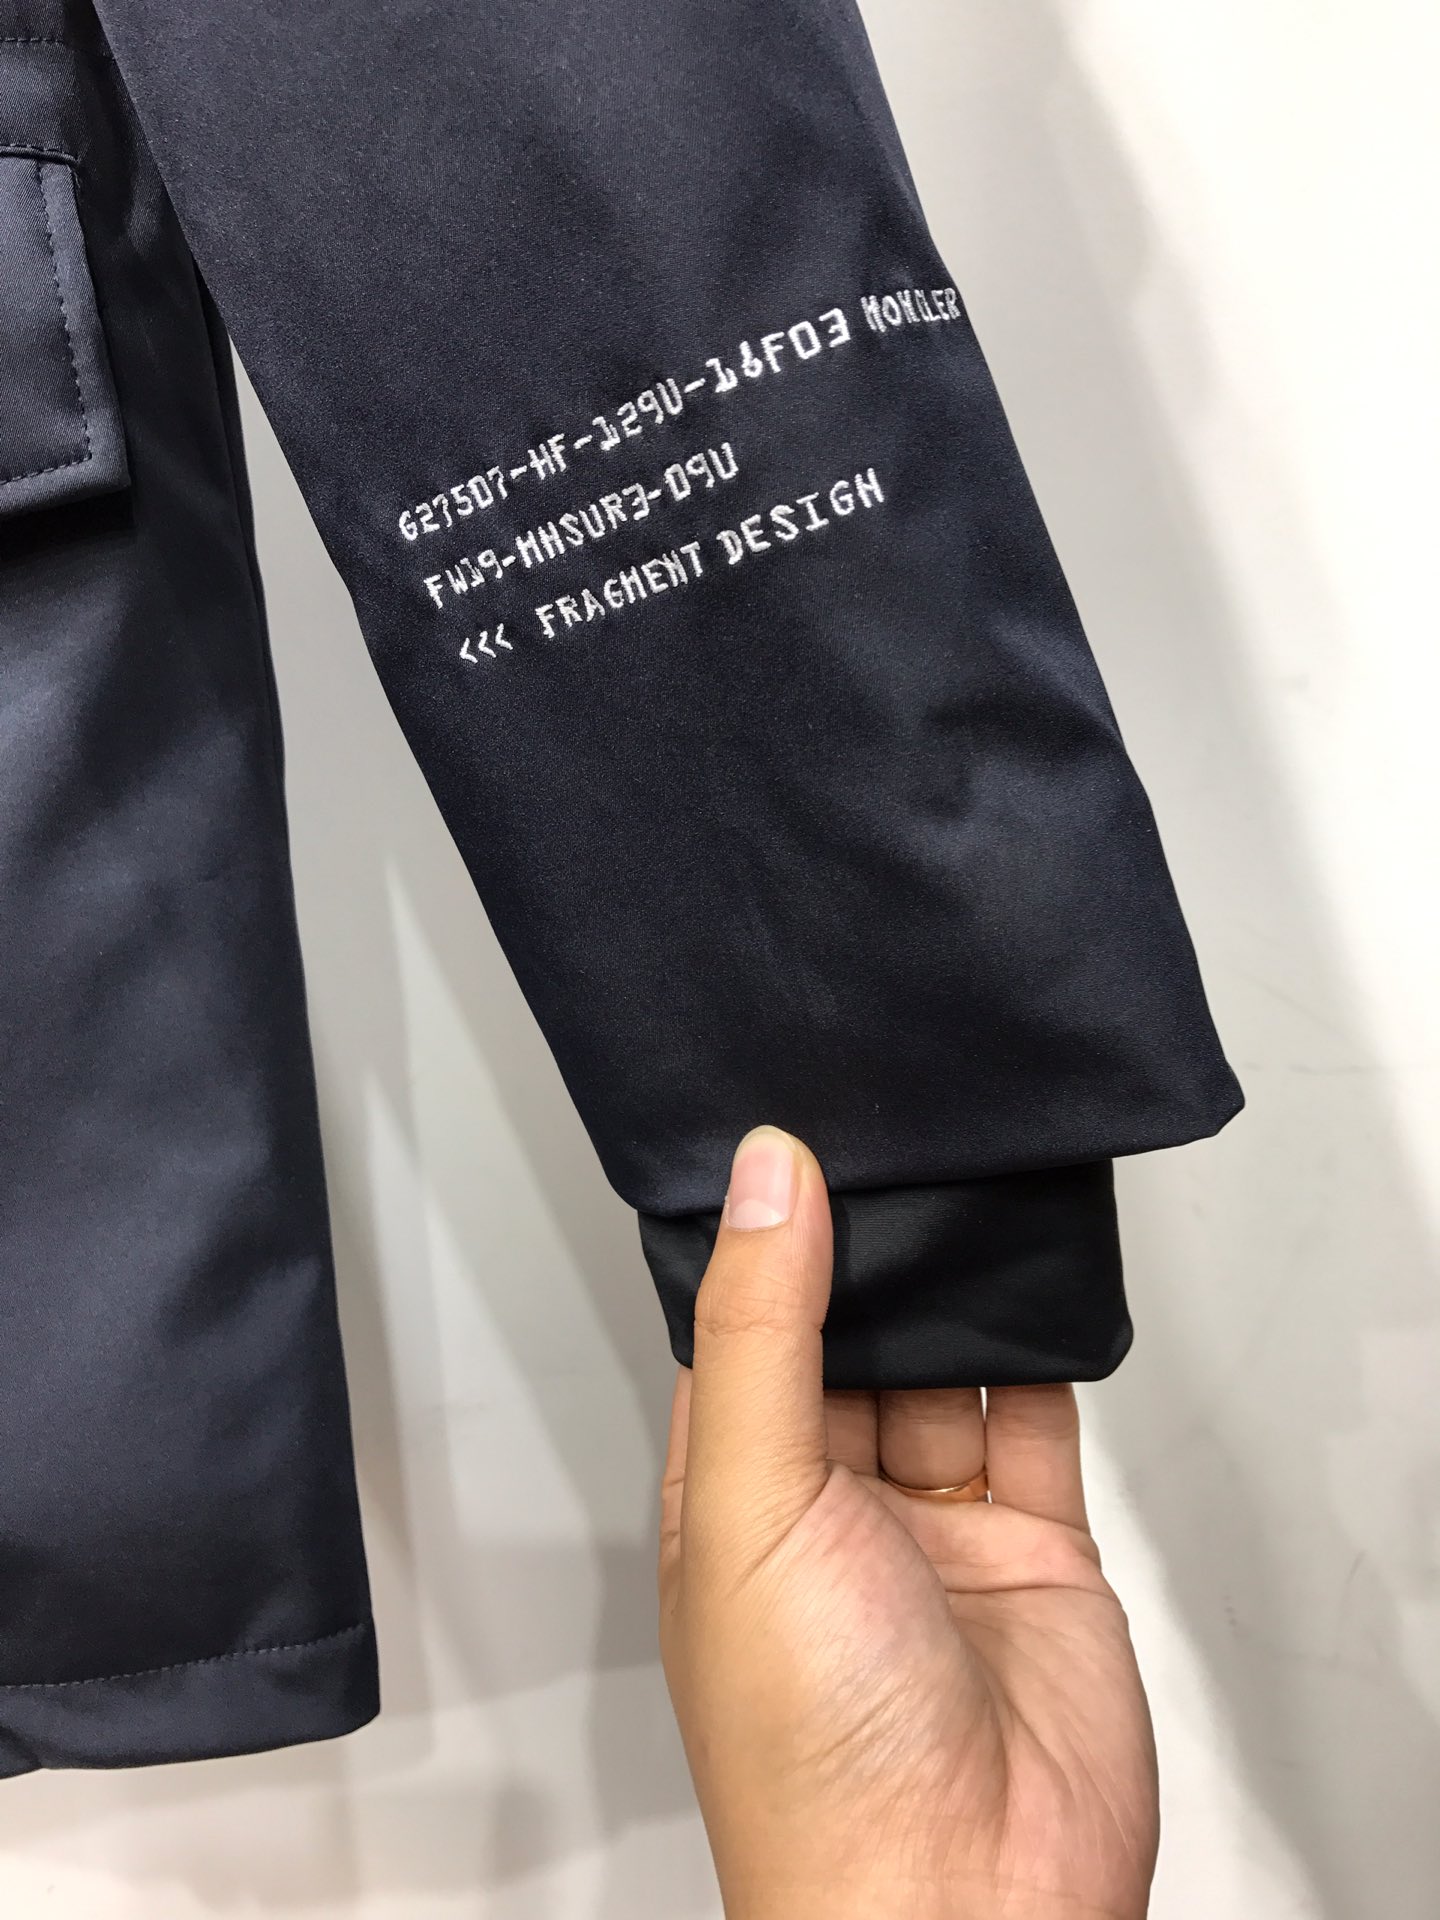 627507-HF-129U-16F03 MONCLER
FW19-MHSUR3-09U
<<< FRAGMENT DESIGN